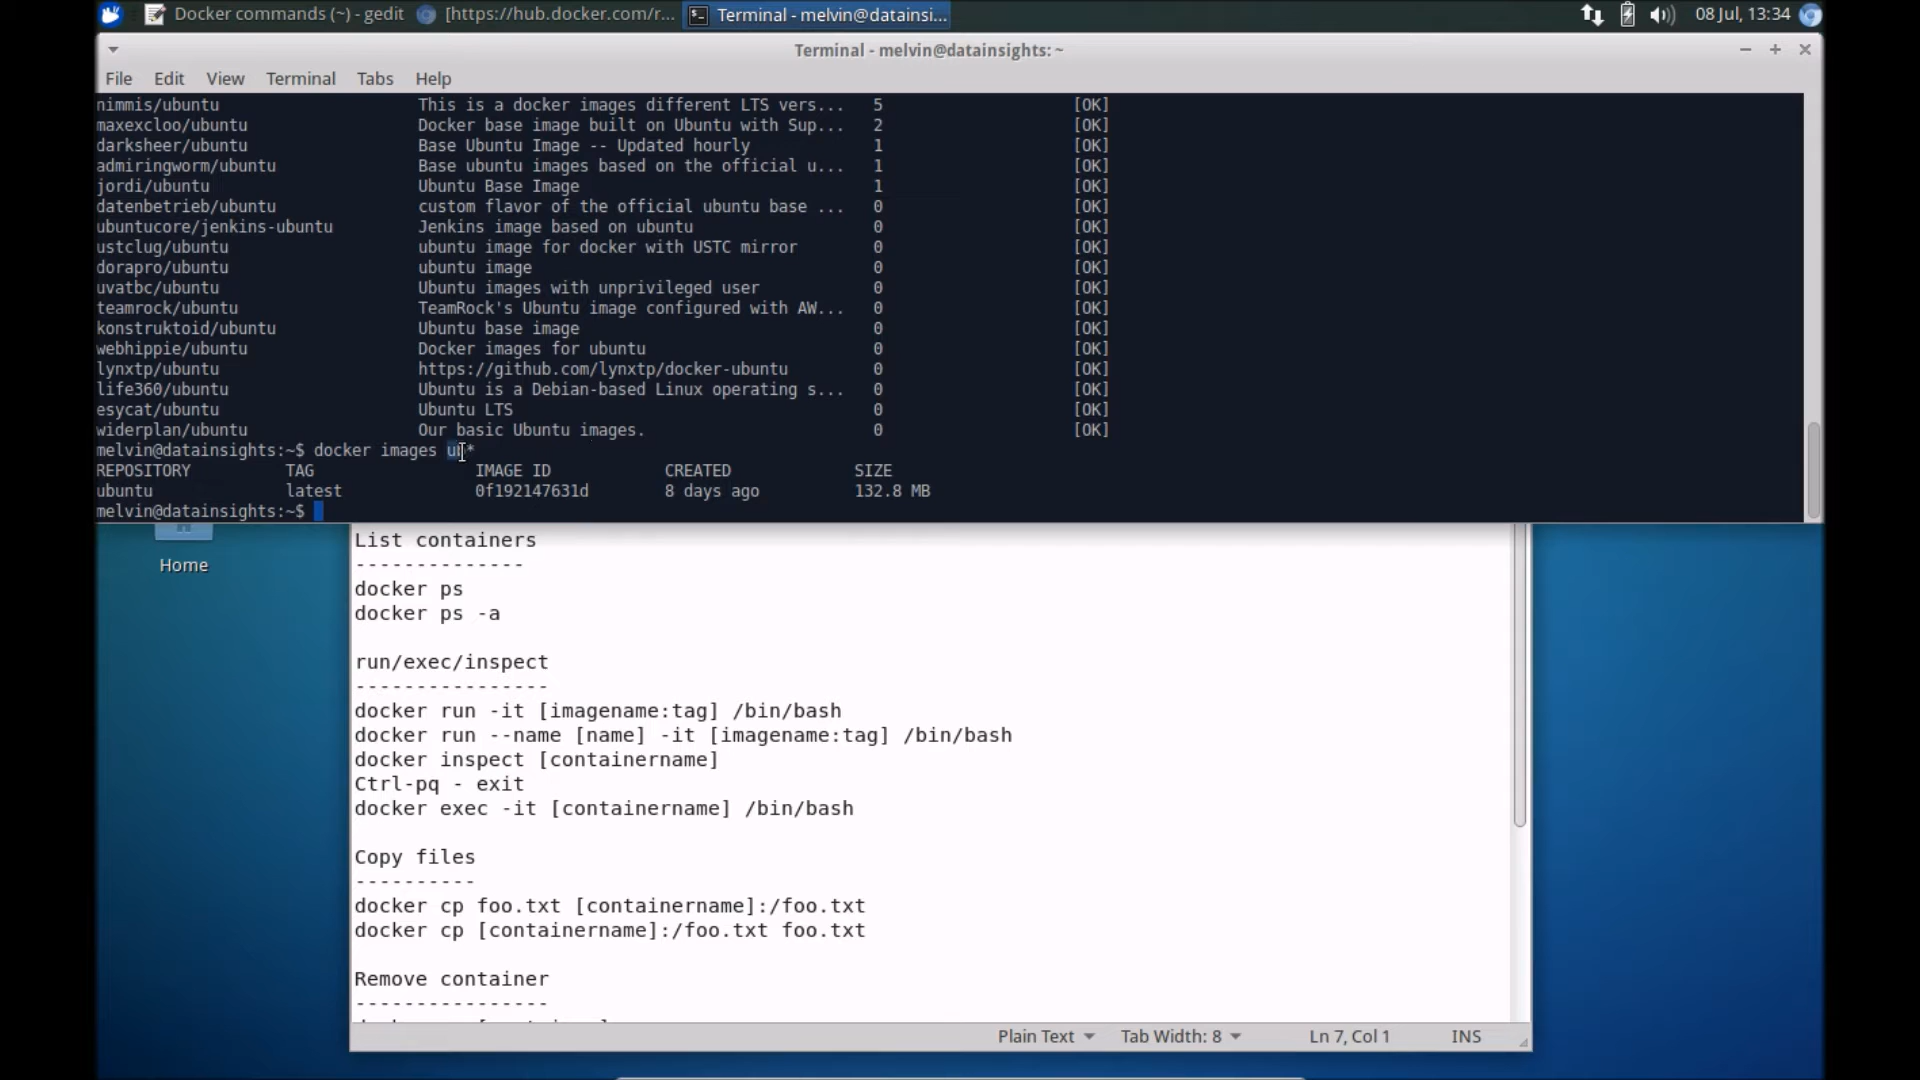 Docker commands (~) - gedit
[https://hub.docker.com/r...
Terminal - melvin@datainsi...
08 Jul, 13:34
Terminal - melvin@datainsights: ~
File Edit View Terminal Tabs Help
nimmis/ubuntu This is a docker images different LTS vers... 5 [OK]
maxexcloo/ubuntu Docker base image built on Ubuntu with Sup... 2 [OK]
darksheer/ubuntu Base Ubuntu Image -- Updated hourly 1 [OK]
admiringworm/ubuntu Base ubuntu images based on the official u... 1 [OK]
jordi/ubuntu Ubuntu Base Image 1 [OK]
datenbetrieb/ubuntu custom flavor of the official ubuntu base ... 0 [OK]
ubuntucore/jenkins-ubuntu Jenkins image based on ubuntu 0 [OK]
ustclug/ubuntu ubuntu image for docker with USTC mirror 0 [OK]
dorapro/ubuntu ubuntu image 0 [OK]
uvatbc/ubuntu Ubuntu images with unprivileged user 0 [OK]
teamrock/ubuntu TeamRock's Ubuntu image configured with AW... 0 [OK]
konstruktoid/ubuntu Ubuntu base image 0 [OK]
webhippie/ubuntu Docker images for ubuntu 0 [OK]
lynxtp/ubuntu https://github.com/lynxtp/docker-ubuntu 0 [OK]
life360/ubuntu Ubuntu is a Debian-based Linux operating s... 0 [OK]
esycat/ubuntu Ubuntu LTS 0 [OK]
widerplan/ubuntu Our basic Ubuntu images. 0 [OK]
melvin@datainsights:~$ docker images ub*
REPOSITORY TAG IMAGE ID CREATED SIZE
ubuntu latest 0f192147631d 8 days ago 132.8 MB
melvin@datainsights:~$
Home
List containers
--------------
docker ps
docker ps -a
run/exec/inspect
----------------
docker run -it [imagename:tag] /bin/bash
docker run --name [name] -it [imagename:tag] /bin/bash
docker inspect [containername]
Ctrl-pq - exit
docker exec -it [containername] /bin/bash
Copy files
----------
docker cp foo.txt [containername]:/foo.txt
docker cp [containername]:/foo.txt foo.txt
Remove container
----------------
Plain Text Tab Width: 8 Ln 7, Col 1 INS